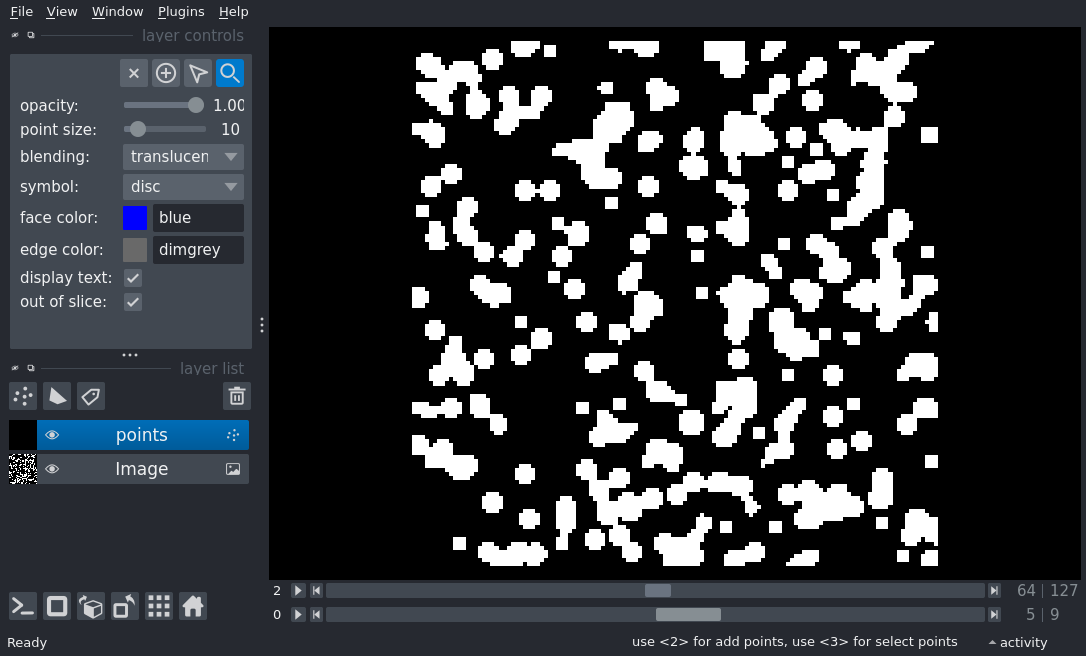 File View Window Plugins Help
layer controls
opacity: 1.00
point size: 10
blending: translucen
symbol: disc
face color: blue
edge color: dimgrey
display text:
out of slice:
layer list
points
Image
2 64 | 127
0 5 | 9
Ready use <2> for add points, use <3> for select points activity